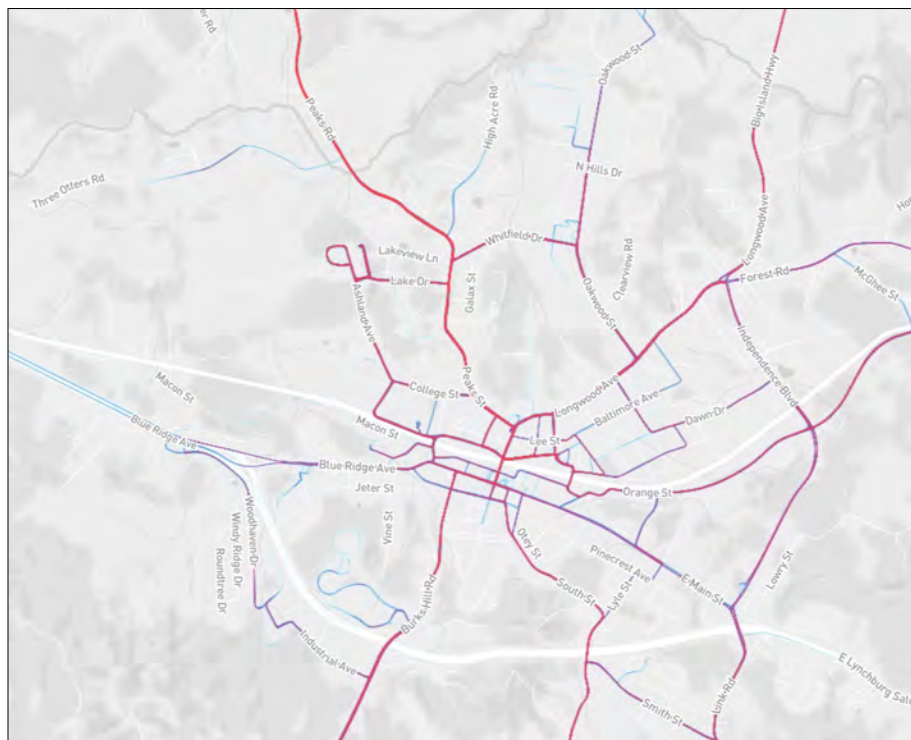 Peaks Rd
Oakwood St
Big Island Hwy
High Acre Rd
Three Otters Rd
N Hills Dr
Whitfield Dr
Clearview Rd
Longwood Ave
Lakeview Ln
Lake Dr
Galax St
Forest Rd
McGhee St
Ashland Ave
Oakwood St
Independence Blvd
Macon St
College St
Peaks St
Longwood Ave
Baltimore Ave
Dawn Dr
Blue Ridge Ave
Macon St
Lee St
Blue Ridge Ave
Jeter St
Orange St
Vine St
Otey St
Woodhaven Dr
Windy Ridge Dr
Roundtree Dr
Pinecrest Ave
E Main St
Lowry St
South St
Lyle St
Burks Hill Rd
Industrial Ave
E Lynchburg Sale
Smith St
Link Rd